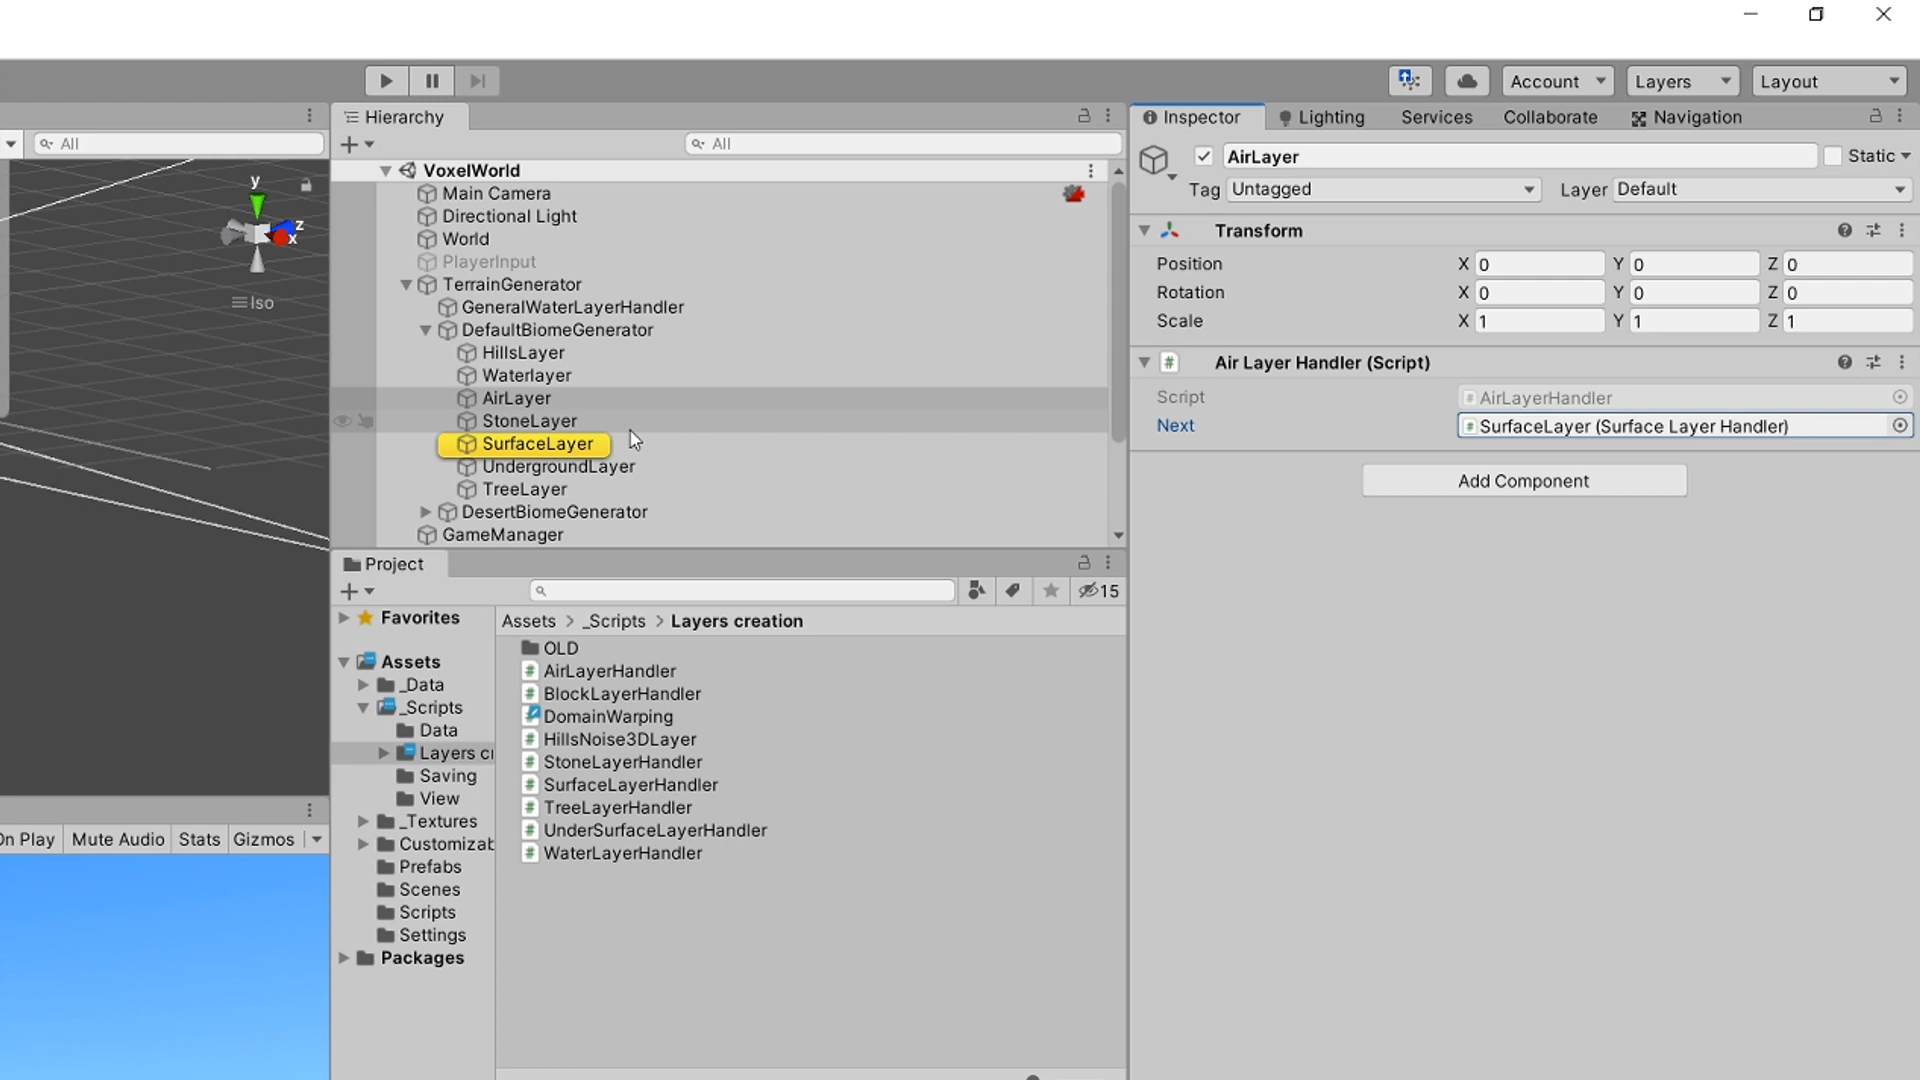 Account
Layers
Layout
Hierarchy
Inspector
Lighting
Services
Collaborate
Navigation
All
All
VoxelWorld
Main Camera
Directional Light
World
PlayerInput
TerrainGenerator
GeneralWaterLayerHandler
DefaultBiomeGenerator
HillsLayer
Waterlayer
AirLayer
StoneLayer
SurfaceLayer
UndergroundLayer
TreeLayer
DesertBiomeGenerator
GameManager
y
z
x
Iso
AirLayer
Static
Tag Untagged
Layer Default
Transform
Position X 0 Y 0 Z 0
Rotation X 0 Y 0 Z 0
Scale X 1 Y 1 Z 1
# Air Layer Handler (Script)
Script # AirLayerHandler
Next # SurfaceLayer (Surface Layer Handler)
Add Component
Project
15
Favorites
Assets
_Data
_Scripts
Data
Layers cr
Saving
View
_Textures
Customizab
Prefabs
Scenes
Scripts
Settings
Packages
Assets > _Scripts > Layers creation
OLD
# AirLayerHandler
# BlockLayerHandler
# DomainWarping
# HillsNoise3DLayer
# StoneLayerHandler
# SurfaceLayerHandler
# TreeLayerHandler
# UnderSurfaceLayerHandler
# WaterLayerHandler
On Play Mute Audio Stats Gizmos